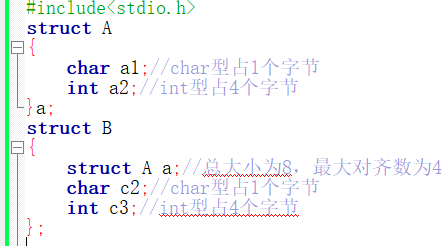 #include<stdio.h>
struct A
{
char a1;//char型占1个字节
int a2;//int型占4个字节
}a;
struct B
{
struct A a;//总大小为8，最大对齐数为4
char c2;//char型占1个字节
int c3;//int型占4个字节
};